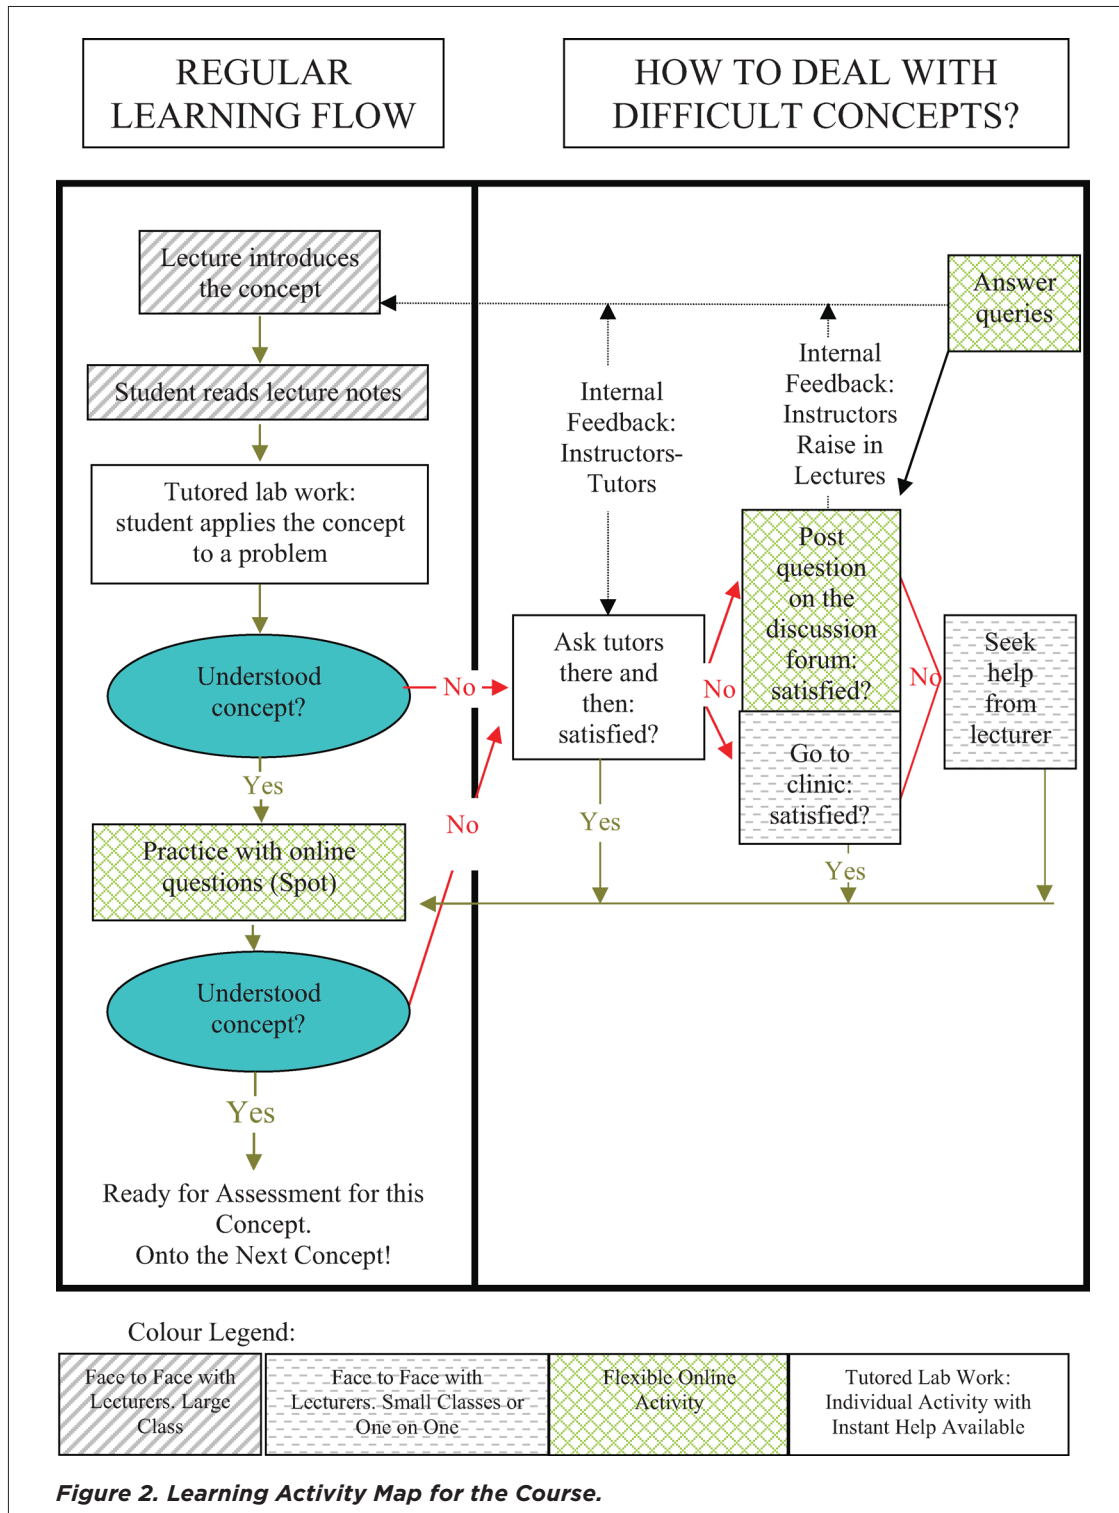 REGULAR
LEARNING FLOW
HOW TO DEAL WITH
DIFFICULT CONCEPTS?
Lecture introduces
the concept
Student reads lecture notes
Tutored lab work:
student applies the concept
to a problem
Understood
concept?
Yes
Practice with online
questions (Spot)
Understood
concept?
Yes
Ready for Assessment for this
Concept.
Onto the Next Concept!
No
No
Internal
Feedback:
Instructors-
Tutors
Ask tutors
there and
then:
satisfied?
Yes
No
Internal
Feedback:
Instructors
Raise in
Lectures
Post
question
on the
discussion
forum:
satisfied?
Go to
clinic:
satisfied?
Yes
No
Answer
queries
Seek
help
from
lecturer
Colour Legend:
Face to Face with
Lecturers. Large
Class
Face to Face with
Lecturers. Small Classes or
One on One
Flexible Online
Activity
Tutored Lab Work:
Individual Activity with
Instant Help Available
Figure 2. Learning Activity Map for the Course.